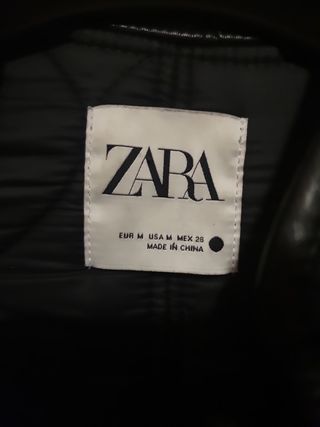 ZARA
EUR M USA M MEX 28
MADE IN CHINA